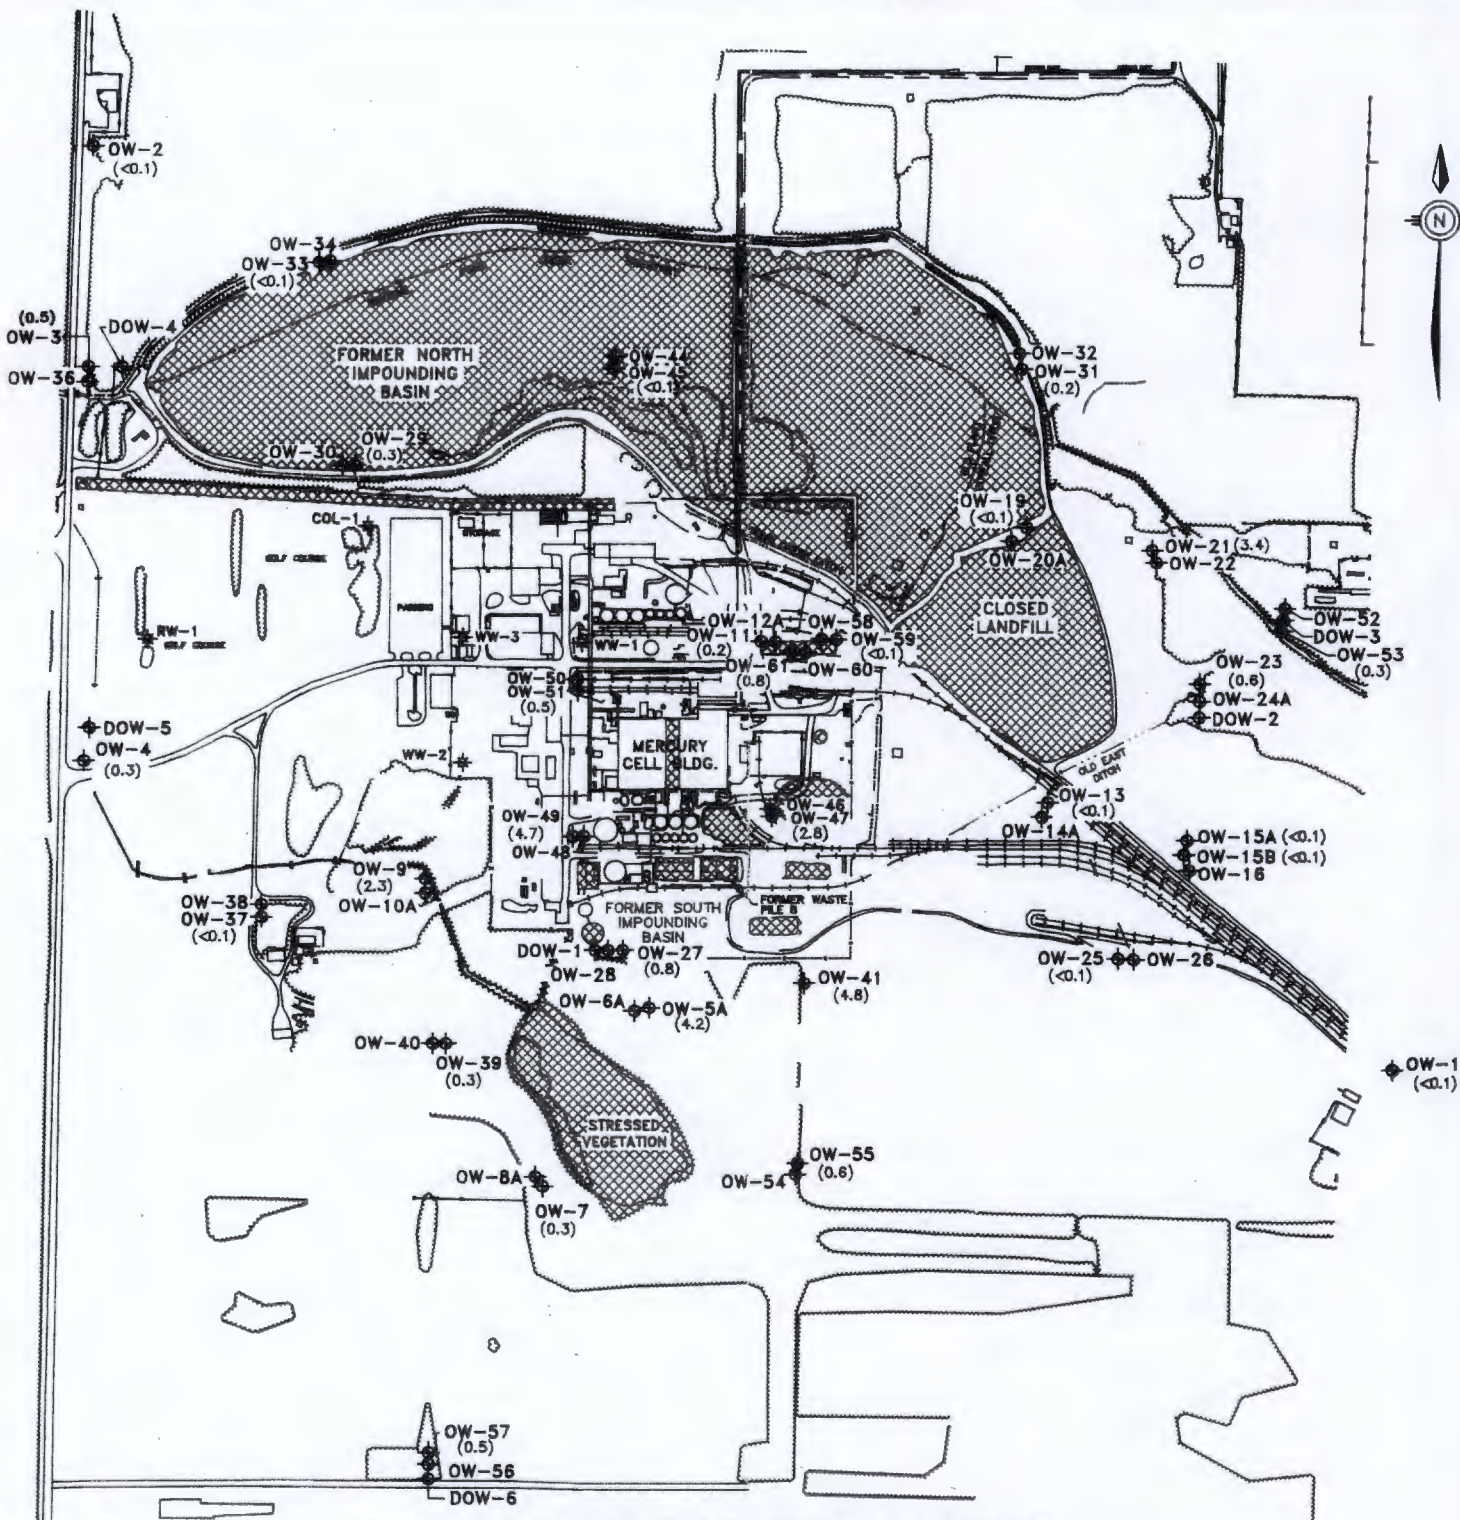 OW-2
(<0.1)
N
OW-34
OW-33
(<0.1)
(0.5)
OW-3
DOW-4
OW-36
FORMER NORTH
IMPOUNDING
BASIN
OW-44
OW-45
(<0.1)
OW-32
OW-31
(0.2)
OW-29
(0.3)
OW-30
COL-1
GOLF COURSE
STORAGE
PARKING
OW-19
(<0.1)
OW-20A
OW-21 (3.4)
OW-22
CLOSED
LANDFILL
OW-52
DOW-3
OW-53
(0.3)
RW-1
GOLF COURSE
WW-3
WW-1
OW-12A
OW-11
(0.2)
OW-58
OW-59
(<0.1)
OW-61
(0.8)
OW-60
OW-23
(0.6)
OW-24A
DOW-2
OW-50
OW-51
(0.5)
DOW-5
OW-4
(0.3)
WW-2
MERCURY
CELL BLDG.
OLD EAST
DITCH
OW-13
(<0.1)
OW-14A
OW-46
OW-47
(2.8)
OW-49
(4.7)
OW-48
OW-15A (<0.1)
OW-15B (<0.1)
OW-16
OW-9
(2.3)
OW-10A
OW-38
OW-37
(<0.1)
FORMER SOUTH
IMPOUNDING
BASIN
FORMER WASTE
PILE B
DOW-1
OW-27
(0.8)
OW-28
OW-25
(<0.1)
OW-26
OW-41
(4.8)
OW-6A
OW-5A
(4.2)
OW-40
OW-39
(0.3)
OW-1
(<0.1)
STRESSED
VEGETATION
OW-55
(0.6)
OW-54
OW-8A
OW-7
(0.3)
OW-57
(0.5)
OW-56
DOW-6